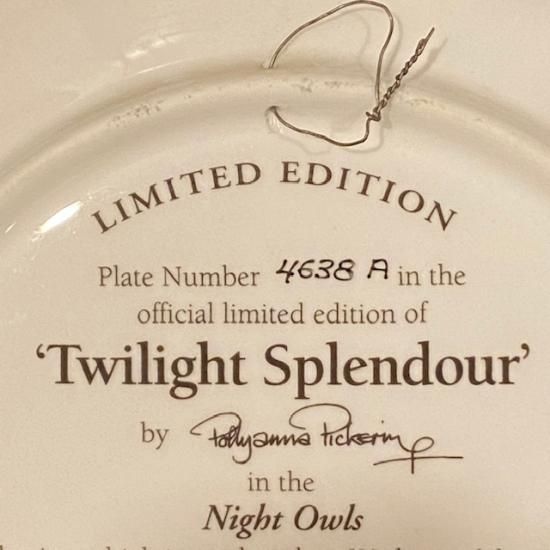 LIMITED EDITION
Plate Number 4638 A in the
official limited edition of
‘Twilight Splendour’
by Pollyanna Pickering
in the
Night Owls